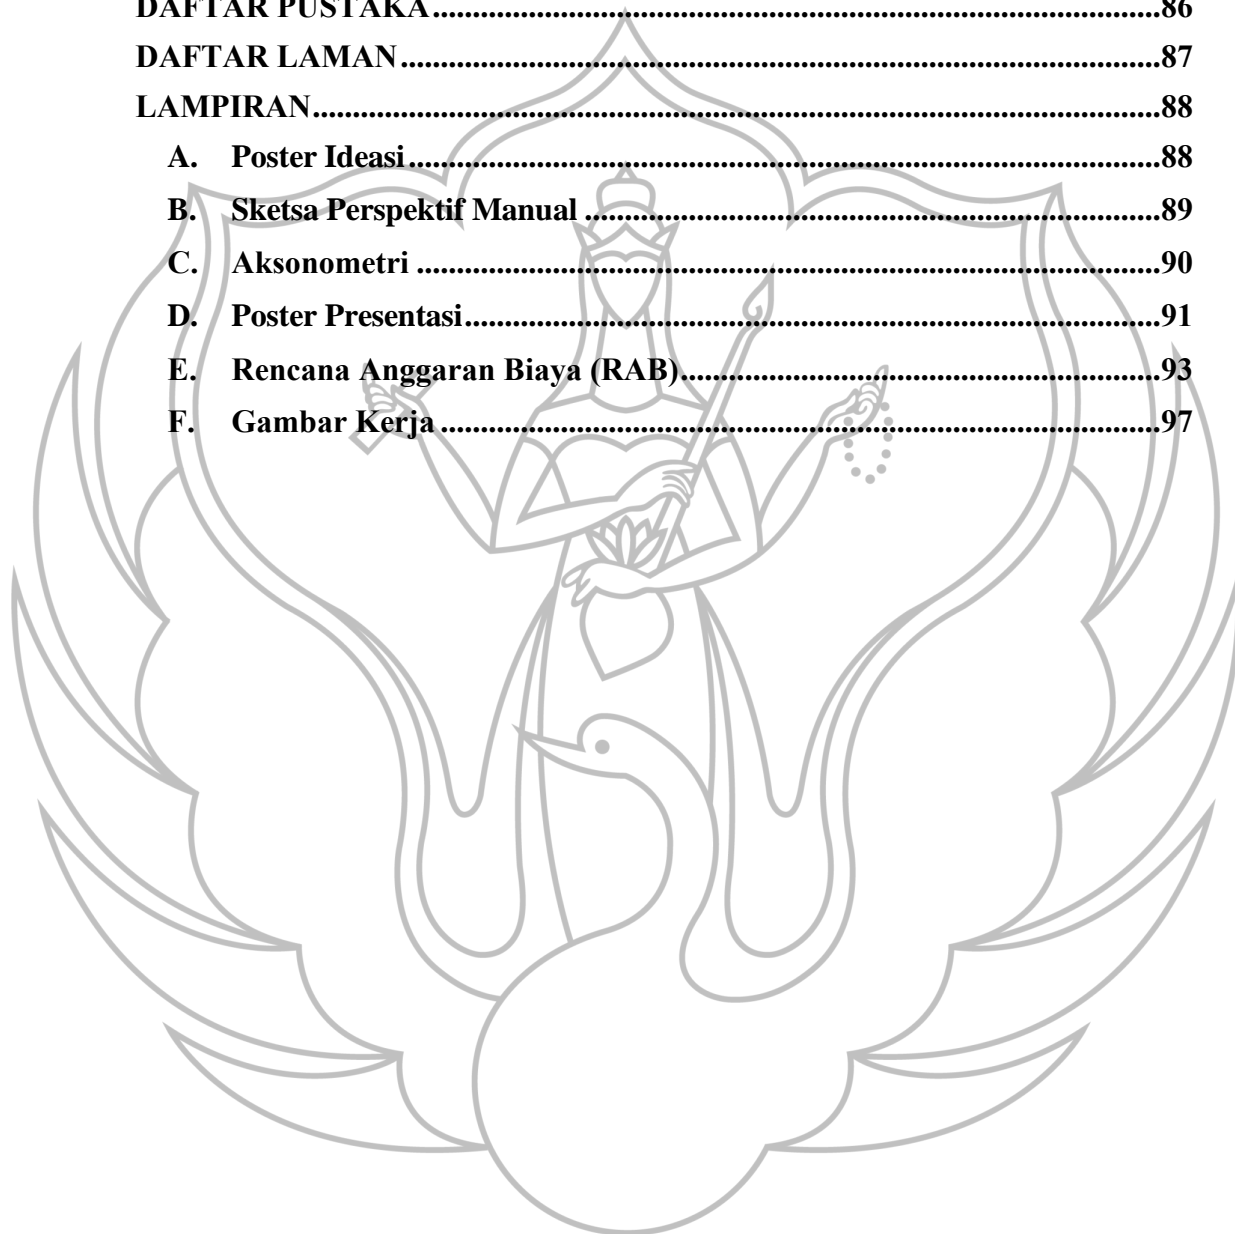 DAFTAR PUSTAKA....................................................................................................86
DAFTAR LAMAN....................................................................................................87
LAMPIRAN....................................................................................................88
A. Poster Ideasi....................................................................................................88
B. Sketsa Perspektif Manual....................................................................................................89
C. Aksonometri....................................................................................................90
D. Poster Presentasi....................................................................................................91
E. Rencana Anggaran Biaya (RAB)....................................................................................................93
F. Gambar Kerja....................................................................................................97